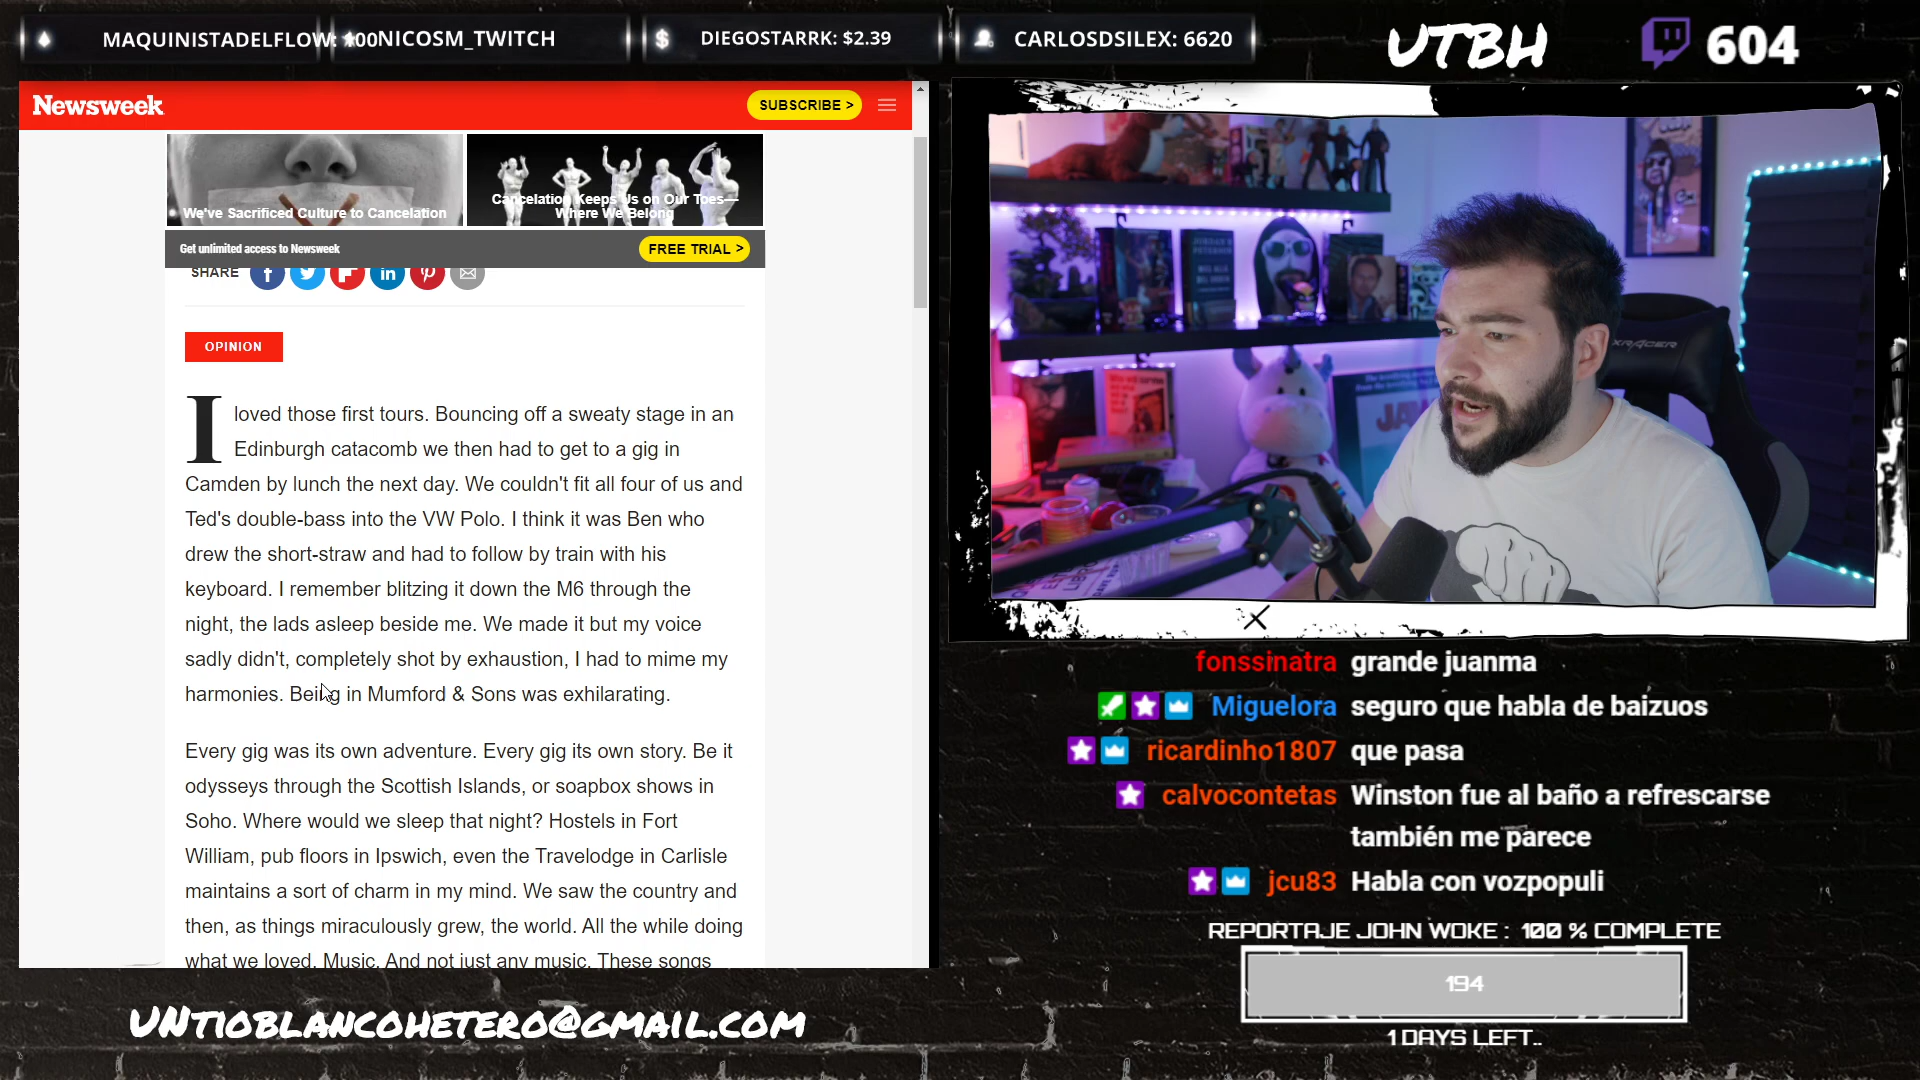 MAQUINISTADELFLOW: 100
NICOSM_TWITCH
DIEGOSTARRK: $2.39
CARLOSDSILEX: 6620
UTBH
604
Newsweek
SUBSCRIBE >
We've Sacrificed Culture to Cancelation
Cancelation Keeps Us on Our Toes—
Where We Belong
Get unlimited access to Newsweek
FREE TRIAL >
SHARE
OPINION
I loved those first tours. Bouncing off a sweaty stage in an
Edinburgh catacomb we then had to get to a gig in
Camden by lunch the next day. We couldn't fit all four of us and
Ted's double-bass into the VW Polo. I think it was Ben who
drew the short-straw and had to follow by train with his
keyboard. I remember blitzing it down the M6 through the
night, the lads asleep beside me. We made it but my voice
sadly didn't, completely shot by exhaustion, I had to mime my
harmonies. Being in Mumford & Sons was exhilarating.
Every gig was its own adventure. Every gig its own story. Be it
odysseys through the Scottish Islands, or soapbox shows in
Soho. Where would we sleep that night? Hostels in Fort
William, pub floors in Ipswich, even the Travelodge in Carlisle
maintains a sort of charm in my mind. We saw the country and
then, as things miraculously grew, the world. All the while doing
what we loved. Music. And not just any music. These songs
XRACER
fonssinatra grande juanma
Miguelora seguro que habla de baizuos
ricardinho1807 que pasa
calvocontetas Winston fue al baño a refrescarse
también me parece
jcu83 Habla con vozpopuli
REPORTAJE JOHN WOKE : 100 % COMPLETE
194
1 DAYS LEFT..
UNTIOBLANCOHETERO@GMAIL.COM